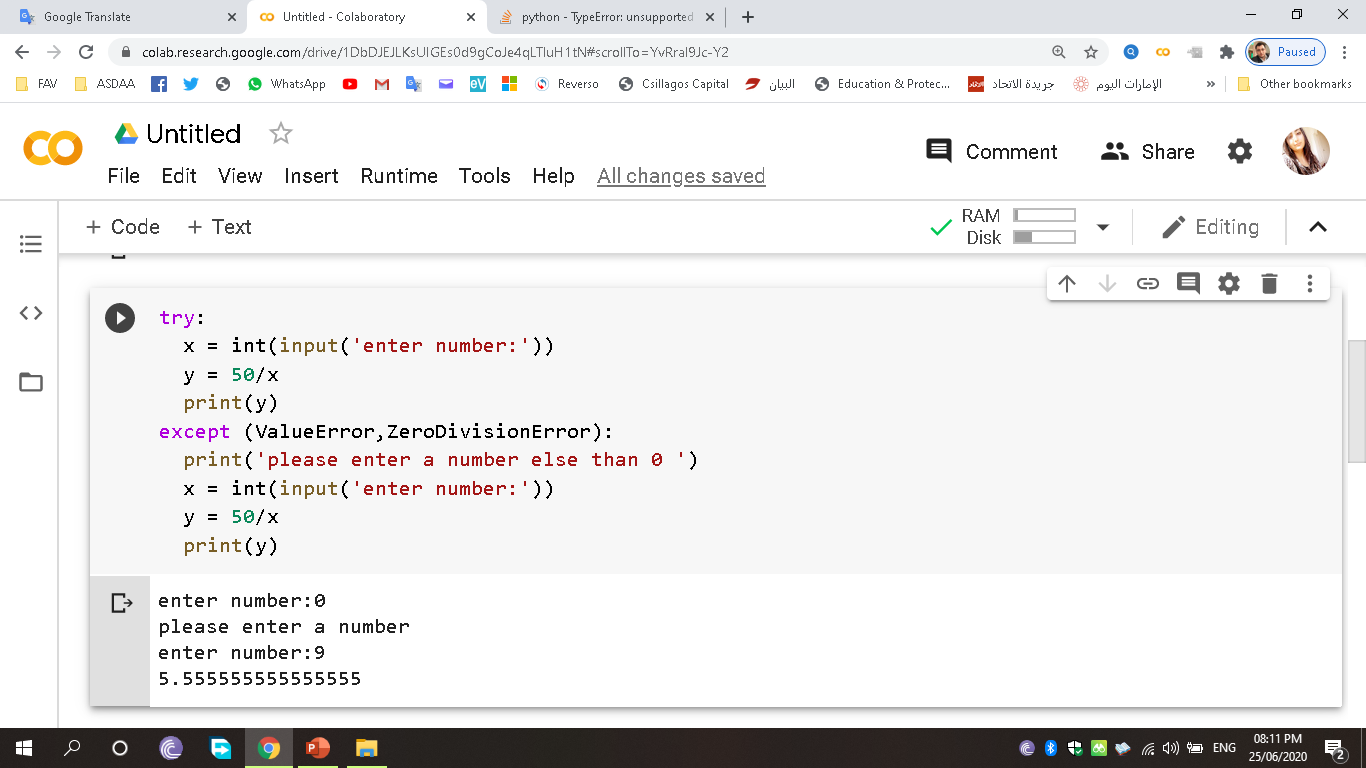 Google Translate
Untitled - Colaboratory
python - TypeError: unsupported
colab.research.google.com/drive/1DbDJEJLKsUIGEs0d9gCoJe4qLTluH1tN#scrollTo=YvRraI9Jc-Y2
Paused
FAV
ASDAA
WhatsApp
eV
Reverso
Csillagos Capital
البيان
Education & Protec...
جريدة الاتحاد
الإمارات اليوم
»
Other bookmarks
Untitled
Comment
Share
File Edit View Insert Runtime Tools Help All changes saved
+ Code + Text
RAM
Disk
Editing
try:
  x = int(input('enter number:'))
  y = 50/x
  print(y)
except (ValueError,ZeroDivisionError):
  print('please enter a number else than 0 ')
  x = int(input('enter number:'))
  y = 50/x
  print(y)
enter number:0
please enter a number
enter number:9
5.555555555555555
ENG
08:11 PM
25/06/2020
2